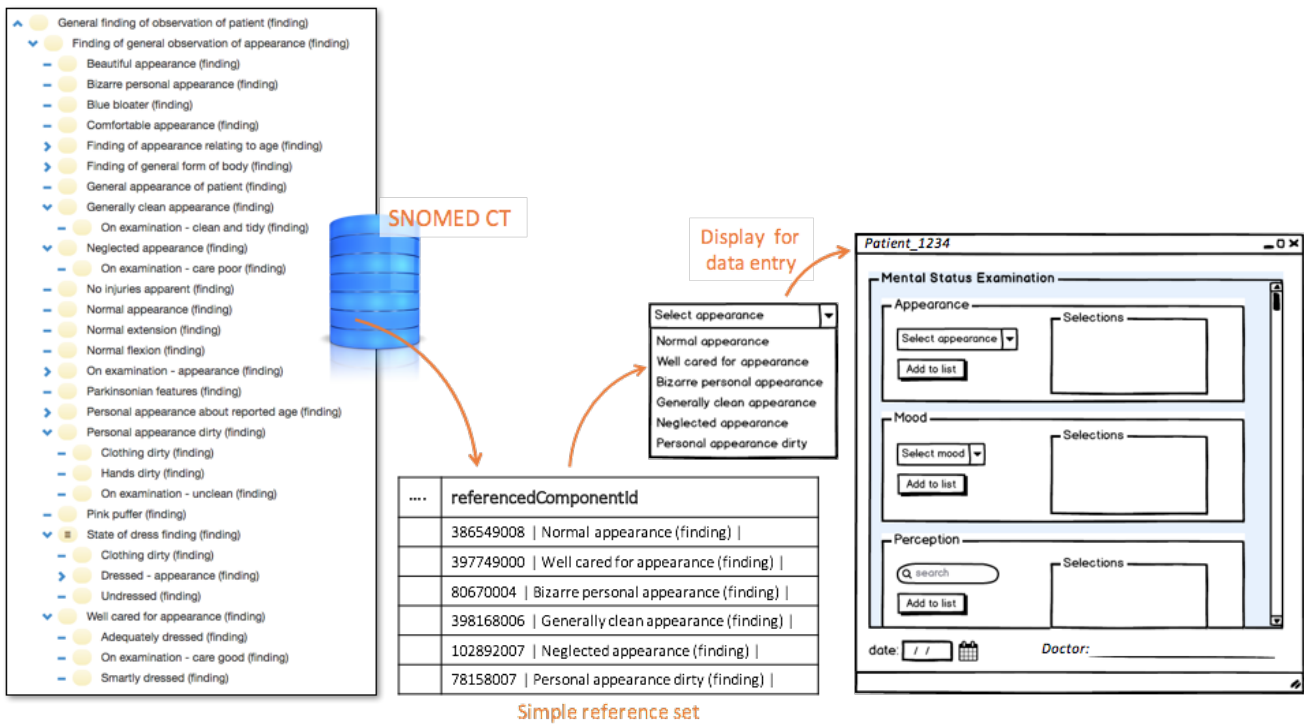 General finding of observation of patient (finding)
Finding of general observation of appearance (finding)
Beautiful appearance (finding)
Bizarre personal appearance (finding)
Blue bloater (finding)
Comfortable appearance (finding)
Finding of appearance relating to age (finding)
Finding of general form of body (finding)
General appearance of patient (finding)
Generally clean appearance (finding)
On examination - clean and tidy (finding)
Neglected appearance (finding)
On examination - care poor (finding)
No injuries apparent (finding)
Normal appearance (finding)
Normal extension (finding)
Normal flexion (finding)
On examination - appearance (finding)
Parkinsonian features (finding)
Personal appearance about reported age (finding)
Personal appearance dirty (finding)
Clothing dirty (finding)
Hands dirty (finding)
On examination - unclean (finding)
Pink puffer (finding)
State of dress finding (finding)
Clothing dirty (finding)
Dressed - appearance (finding)
Undressed (finding)
Well cared for appearance (finding)
Adequately dressed (finding)
On examination - care good (finding)
Smartly dressed (finding)
SNOMED CT
.... referencedComponentId
386549008 | Normal appearance (finding) |
397749000 | Well cared for appearance (finding) |
80670004 | Bizarre personal appearance (finding) |
398168006 | Generally clean appearance (finding) |
102892007 | Neglected appearance (finding) |
78158007 | Personal appearance dirty (finding) |
Simple reference set
Select appearance
Normal appearance
Well cared for appearance
Bizarre personal appearance
Generally clean appearance
Neglected appearance
Personal appearance dirty
Display for
data entry
Patient_1234
Mental Status Examination
Appearance
Select appearance
Add to list
Selections
Mood
Select mood
Add to list
Selections
Perception
search
Add to list
Selections
date: / /
Doctor: